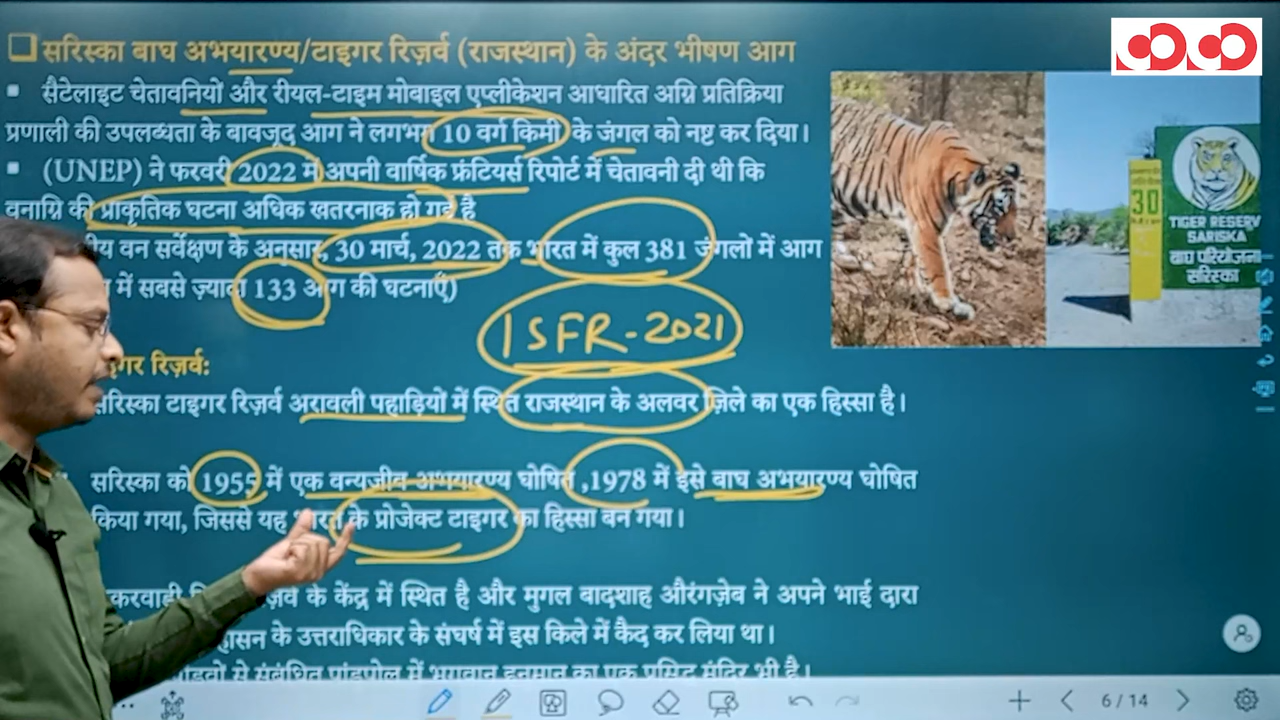 सरिस्का बाघ अभयारण्य/टाइगर रिज़र्व (राजस्थान) के अंदर भीषण आग
सैटेलाइट चेतावनियों और रीयल-टाइम मोबाइल एप्लीकेशन आधारित अग्नि प्रतिक्रिया
प्रणाली की उपलब्धता के बावजूद आग ने लगभग 10 वर्ग किमी के जंगल को नष्ट कर दिया।
(UNEP) ने फरवरी 2022 में अपनी वार्षिक फ्रंटियर्स रिपोर्ट में चेतावनी दी थी कि
वनाग्नि की प्राकृतिक घटना अधिक खतरनाक हो गई है
वन सर्वेक्षण के अनुसार, 30 मार्च, 2022 तक भारत में कुल 381 जंगलों में आग
में सबसे ज़्यादा 133 आग की घटनाएँ)
ISFR-2021
रिज़र्व:
सरिस्का टाइगर रिज़र्व अरावली पहाड़ियों में स्थित राजस्थान के अलवर ज़िले का एक हिस्सा है।
सरिस्का को 1955 में एक वन्यजीव अभयारण्य घोषित ,1978 में इसे बाघ अभयारण्य घोषित
किया गया, जिससे यह भारत के प्रोजेक्ट टाइगर का हिस्सा बन गया।
के केंद्र में स्थित है और मुगल बादशाह औरंगज़ेब ने अपने भाई दारा
के उत्तराधिकार के संघर्ष में इस किले में कैद कर लिया था।
से संबंधित पांडुपोल में भगवान हनुमान का एक प्रसिद्ध मंदिर भी है।
30
TIGER RESERV
SARISKA
बाघ परियोजना
सरिस्का
6/14